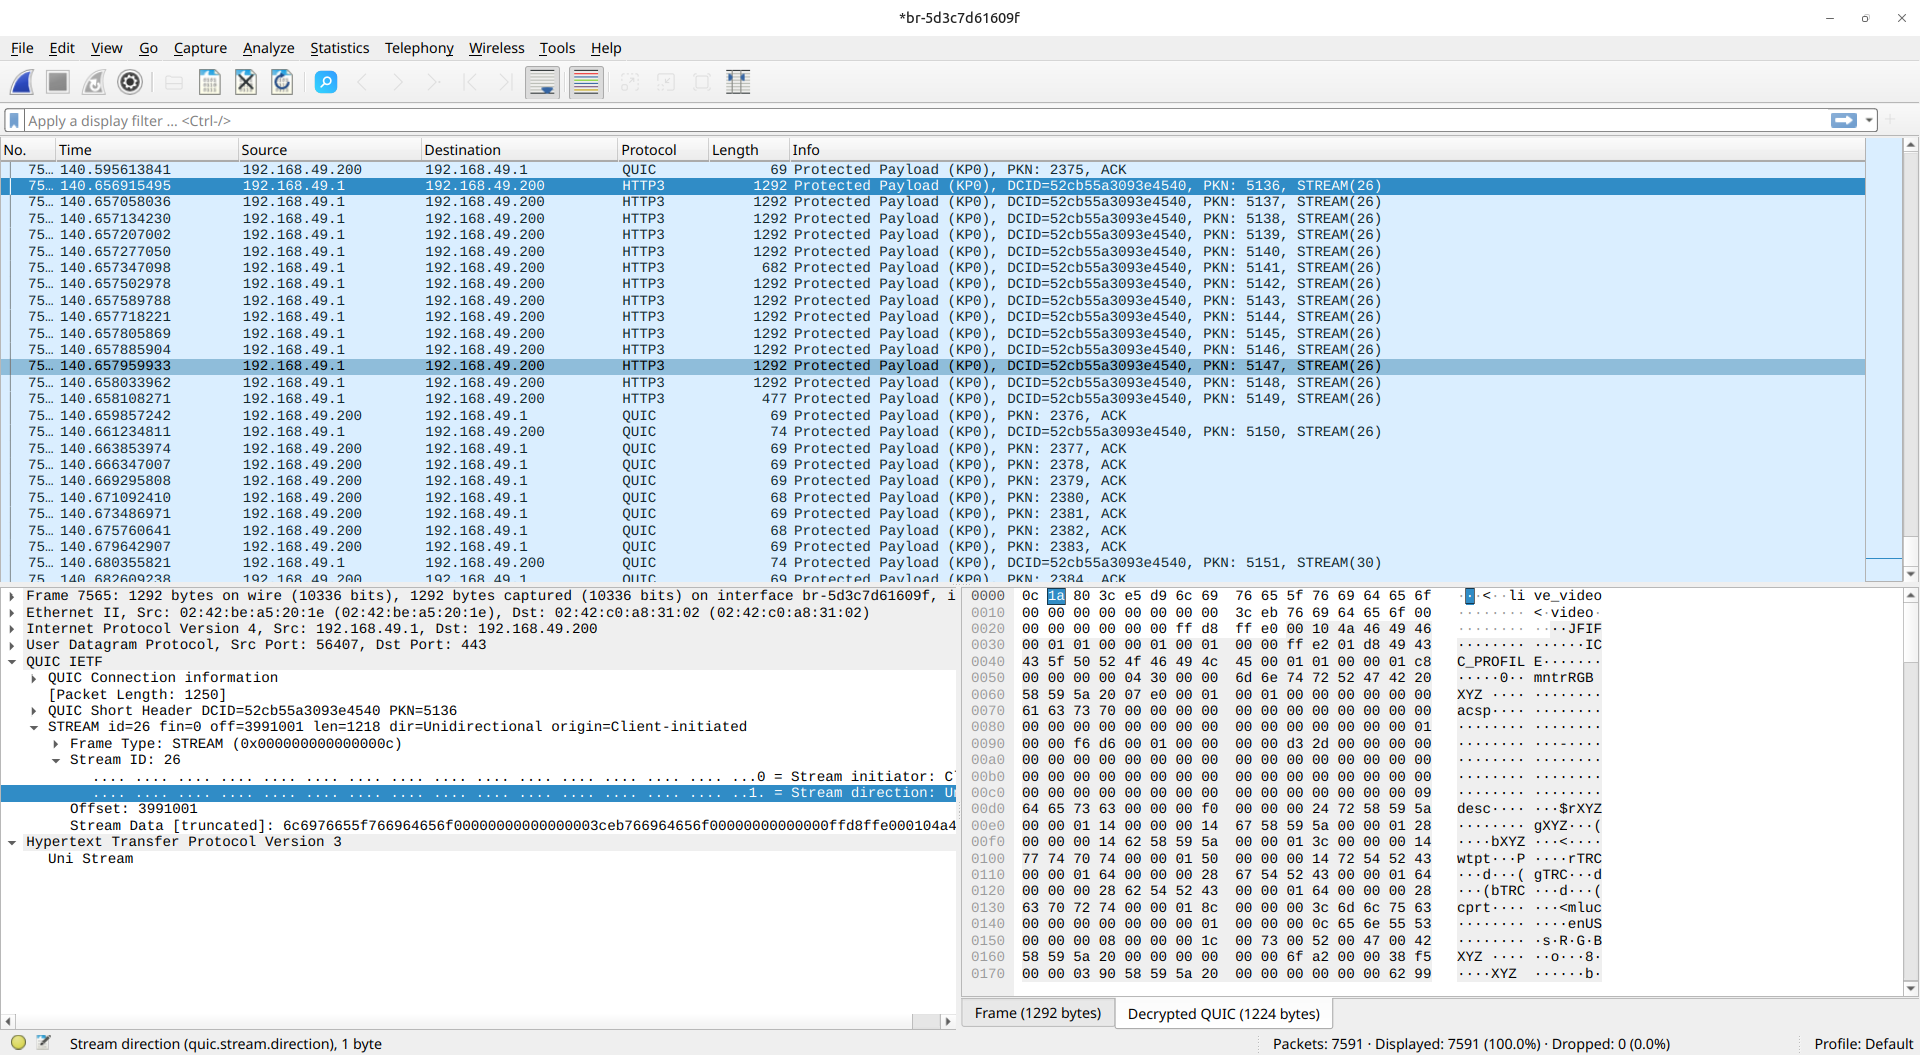 *br-5d3c7d61609f
File Edit View Go Capture Analyze Statistics Telephony Wireless Tools Help
Apply a display filter ... <Ctrl-/>
No. Time Source Destination Protocol Length Info
75… 140.595613841 192.168.49.200 192.168.49.1 QUIC 69 Protected Payload (KP0), PKN: 2375, ACK
75… 140.656915495 192.168.49.1 192.168.49.200 HTTP3 1292 Protected Payload (KP0), DCID=52cb55a3093e4540, PKN: 5136, STREAM(26)
75… 140.657058036 192.168.49.1 192.168.49.200 HTTP3 1292 Protected Payload (KP0), DCID=52cb55a3093e4540, PKN: 5137, STREAM(26)
75… 140.657134230 192.168.49.1 192.168.49.200 HTTP3 1292 Protected Payload (KP0), DCID=52cb55a3093e4540, PKN: 5138, STREAM(26)
75… 140.657207002 192.168.49.1 192.168.49.200 HTTP3 1292 Protected Payload (KP0), DCID=52cb55a3093e4540, PKN: 5139, STREAM(26)
75… 140.657277050 192.168.49.1 192.168.49.200 HTTP3 1292 Protected Payload (KP0), DCID=52cb55a3093e4540, PKN: 5140, STREAM(26)
75… 140.657347098 192.168.49.1 192.168.49.200 HTTP3 682 Protected Payload (KP0), DCID=52cb55a3093e4540, PKN: 5141, STREAM(26)
75… 140.657502978 192.168.49.1 192.168.49.200 HTTP3 1292 Protected Payload (KP0), DCID=52cb55a3093e4540, PKN: 5142, STREAM(26)
75… 140.657589788 192.168.49.1 192.168.49.200 HTTP3 1292 Protected Payload (KP0), DCID=52cb55a3093e4540, PKN: 5143, STREAM(26)
75… 140.657718221 192.168.49.1 192.168.49.200 HTTP3 1292 Protected Payload (KP0), DCID=52cb55a3093e4540, PKN: 5144, STREAM(26)
75… 140.657805869 192.168.49.1 192.168.49.200 HTTP3 1292 Protected Payload (KP0), DCID=52cb55a3093e4540, PKN: 5145, STREAM(26)
75… 140.657885904 192.168.49.1 192.168.49.200 HTTP3 1292 Protected Payload (KP0), DCID=52cb55a3093e4540, PKN: 5146, STREAM(26)
75… 140.657959933 192.168.49.1 192.168.49.200 HTTP3 1292 Protected Payload (KP0), DCID=52cb55a3093e4540, PKN: 5147, STREAM(26)
75… 140.658033962 192.168.49.1 192.168.49.200 HTTP3 1292 Protected Payload (KP0), DCID=52cb55a3093e4540, PKN: 5148, STREAM(26)
75… 140.658108271 192.168.49.1 192.168.49.200 HTTP3 477 Protected Payload (KP0), DCID=52cb55a3093e4540, PKN: 5149, STREAM(26)
75… 140.659857242 192.168.49.200 192.168.49.1 QUIC 69 Protected Payload (KP0), PKN: 2376, ACK
75… 140.661234811 192.168.49.1 192.168.49.200 QUIC 74 Protected Payload (KP0), DCID=52cb55a3093e4540, PKN: 5150, STREAM(26)
75… 140.663853974 192.168.49.200 192.168.49.1 QUIC 69 Protected Payload (KP0), PKN: 2377, ACK
75… 140.666347007 192.168.49.200 192.168.49.1 QUIC 69 Protected Payload (KP0), PKN: 2378, ACK
75… 140.669295808 192.168.49.200 192.168.49.1 QUIC 69 Protected Payload (KP0), PKN: 2379, ACK
75… 140.671092410 192.168.49.200 192.168.49.1 QUIC 68 Protected Payload (KP0), PKN: 2380, ACK
75… 140.673486971 192.168.49.200 192.168.49.1 QUIC 69 Protected Payload (KP0), PKN: 2381, ACK
75… 140.675760641 192.168.49.200 192.168.49.1 QUIC 68 Protected Payload (KP0), PKN: 2382, ACK
75… 140.679642907 192.168.49.200 192.168.49.1 QUIC 69 Protected Payload (KP0), PKN: 2383, ACK
75… 140.680355821 192.168.49.1 192.168.49.200 QUIC 74 Protected Payload (KP0), DCID=52cb55a3093e4540, PKN: 5151, STREAM(30)
75 140.682609238 192.168.49.200 192.168.49.1 QUIC 69 Protected Payload (KP0), PKN: 2384, ACK
Frame 7565: 1292 bytes on wire (10336 bits), 1292 bytes captured (10336 bits) on interface br-5d3c7d61609f, i
Ethernet II, Src: 02:42:be:a5:20:1e (02:42:be:a5:20:1e), Dst: 02:42:c0:a8:31:02 (02:42:c0:a8:31:02)
Internet Protocol Version 4, Src: 192.168.49.1, Dst: 192.168.49.200
User Datagram Protocol, Src Port: 56407, Dst Port: 443
QUIC IETF
QUIC Connection information
[Packet Length: 1250]
QUIC Short Header DCID=52cb55a3093e4540 PKN=5136
STREAM id=26 fin=0 off=3991001 len=1218 dir=Unidirectional origin=Client-initiated
Frame Type: STREAM (0x000000000000000c)
Stream ID: 26
.... .... .... .... .... .... .... .... .... .... .... .... .... .... .... ...0 = Stream initiator: C
.... .... .... .... .... .... .... .... .... .... .... .... .... .... .... ..1. = Stream direction: U
Offset: 3991001
Stream Data [truncated]: 6c6976655f766964656f00000000000000003ceb766964656f00000000000000ffd8ffe000104a4
Hypertext Transfer Protocol Version 3
Uni Stream
0000 0c 1a 80 3c e5 d9 6c 69 76 65 5f 76 69 64 65 6f ···<··li ve_video
0010 00 00 00 00 00 00 00 00 3c eb 76 69 64 65 6f 00 ········ <·video·
0020 00 00 00 00 00 00 ff d8 ff e0 00 10 4a 46 49 46 ········ ····JFIF
0030 00 01 01 00 00 01 00 01 00 00 ff e2 01 d8 49 43 ········ ······IC
0040 43 5f 50 52 4f 46 49 4c 45 00 01 01 00 00 01 c8 C_PROFIL E·······
0050 00 00 00 00 04 30 00 00 6d 6e 74 72 52 47 42 20 ·····0·· mntrRGB
0060 58 59 5a 20 07 e0 00 01 00 01 00 00 00 00 00 00 XYZ ···· ········
0070 61 63 73 70 00 00 00 00 00 00 00 00 00 00 00 00 acsp···· ········
0080 00 00 00 00 00 00 00 00 00 00 00 00 00 00 00 01 ········ ········
0090 00 00 f6 d6 00 01 00 00 00 00 d3 2d 00 00 00 00 ········ ···-····
00a0 00 00 00 00 00 00 00 00 00 00 00 00 00 00 00 00 ········ ········
00b0 00 00 00 00 00 00 00 00 00 00 00 00 00 00 00 00 ········ ········
00c0 00 00 00 00 00 00 00 00 00 00 00 00 00 00 00 09 ········ ········
00d0 64 65 73 63 00 00 00 f0 00 00 00 24 72 58 59 5a desc···· ···$rXYZ
00e0 00 00 01 14 00 00 00 14 67 58 59 5a 00 00 01 28 ········ gXYZ···(
00f0 00 00 00 14 62 58 59 5a 00 00 01 3c 00 00 00 14 ····bXYZ ···<····
0100 77 74 70 74 00 00 01 50 00 00 00 14 72 54 52 43 wtpt···P ····rTRC
0110 00 00 01 64 00 00 00 28 67 54 52 43 00 00 01 64 ···d···( gTRC···d
0120 00 00 00 28 62 54 52 43 00 00 01 64 00 00 00 28 ···(bTRC ···d···(
0130 63 70 72 74 00 00 01 8c 00 00 00 3c 6d 6c 75 63 cprt···· ···<mluc
0140 00 00 00 00 00 00 00 01 00 00 00 0c 65 6e 55 53 ········ ····enUS
0150 00 00 00 08 00 00 00 1c 00 73 00 52 00 47 00 42 ········ ·s·R·G·B
0160 58 59 5a 20 00 00 00 00 00 00 6f a2 00 00 38 f5 XYZ ···· ··o···8·
0170 00 00 03 90 58 59 5a 20 00 00 00 00 00 00 62 99 ····XYZ ······b·
Frame (1292 bytes) Decrypted QUIC (1224 bytes)
Stream direction (quic.stream.direction), 1 byte Packets: 7591 · Displayed: 7591 (100.0%) · Dropped: 0 (0.0%) Profile: Default